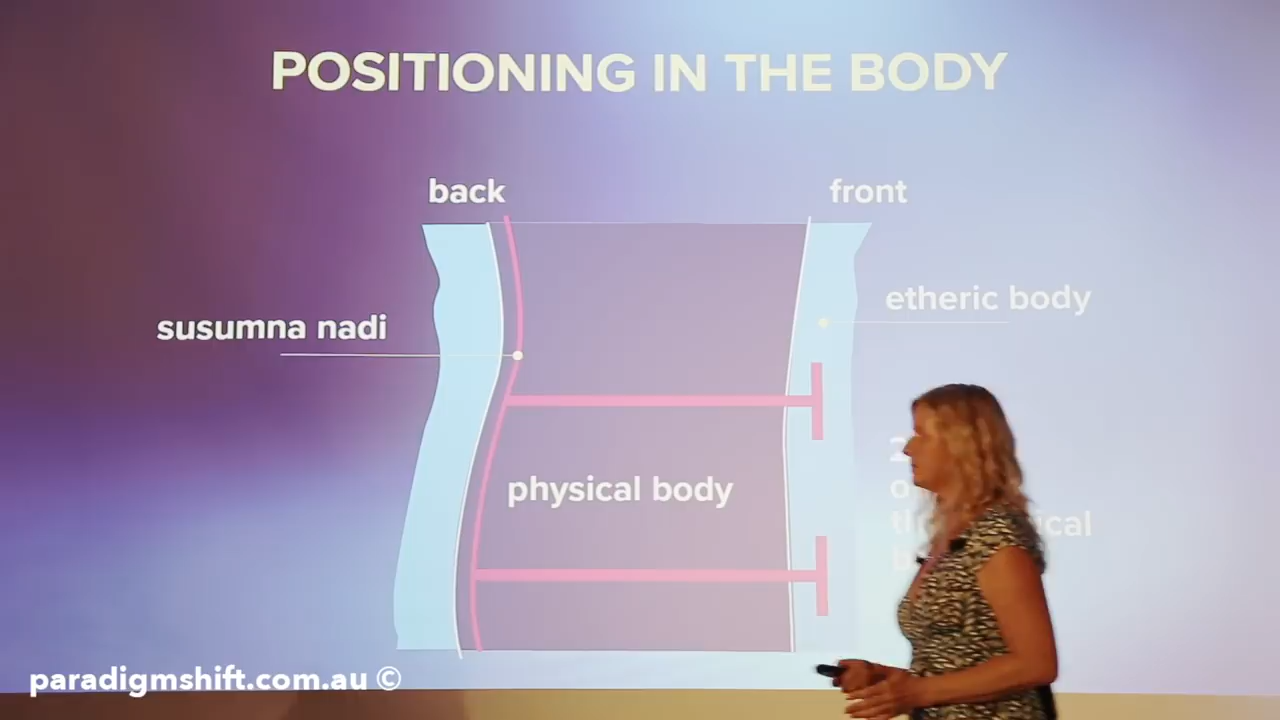 POSITIONING IN THE BODY
back
front
etheric body
susumna nadi
physical body
paradigmshift.com.au ©